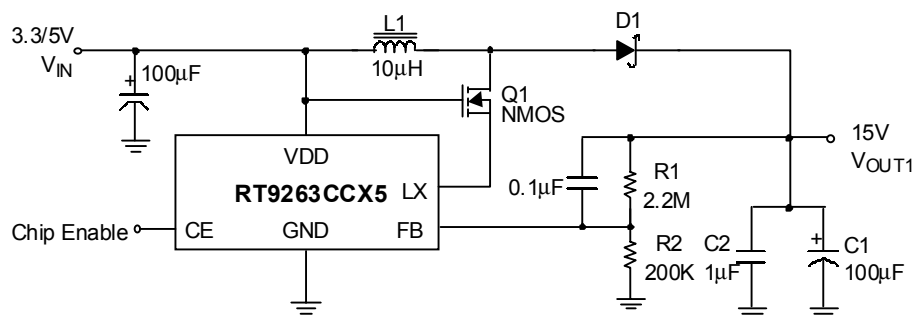 3.3/5V
V_IN
100μF
L1
10μH
D1
Q1
NMOS
VDD
RT9263CCX5
LX
CE
GND
FB
Chip Enable
0.1μF
R1
2.2M
15V
V_OUT1
R2
200K
C2
1μF
C1
100μF